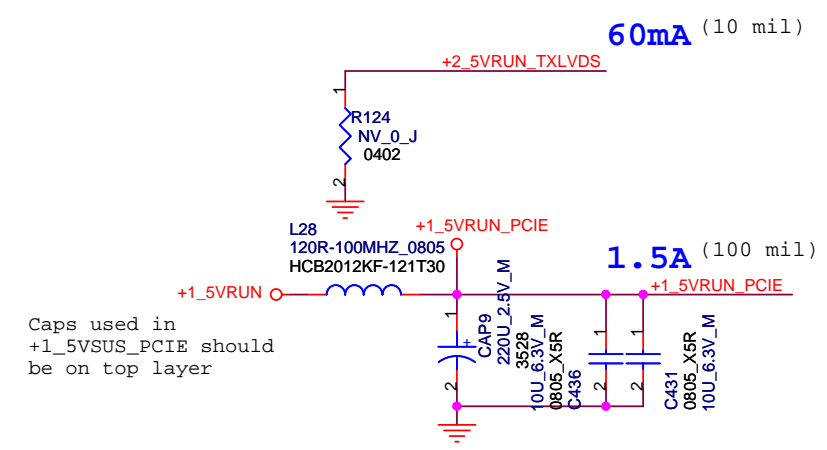 60mA (10 mil)
+2_5VRUN_TXLVDS
1
R124
NV_0_J
0402
2
L28
120R-100MHZ_0805
HCB2012KF-121T30
+1_5VRUN_PCIE
1.5A (100 mil)
+1_5VRUN
+1_5VRUN_PCIE
Caps used in
+1_5VSUS_PCIE should
be on top layer
1
+
2
CAP9
220U_2.5V_M
3528
10U_6.3V_M
0805_X5R
C436
1
2
1
2
C431
0805_X5R
10U_6.3V_M